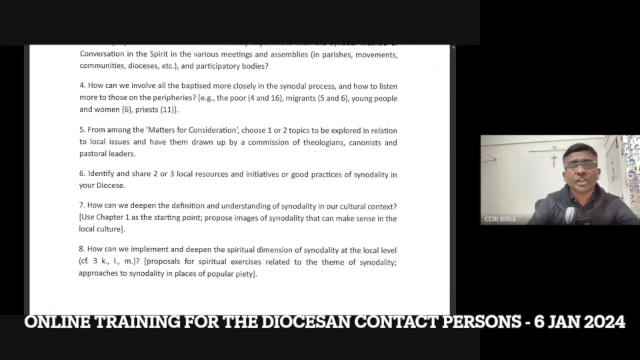 Conversation in the Spirit in the various meetings and assemblies (in parishes, movements,
communities, dioceses, etc.), and participatory bodies?
4. How can we involve all the baptised more closely in the synodal process, and how to listen
more to those on the peripheries? [e.g., the poor (4 and 16), migrants (5 and 6), young people
and women (6), priests (11)].
5. From among the ‘Matters for Consideration’, choose 1 or 2 topics to be explored in relation
to local issues and have them drawn up by a commission of theologians, canonists and
pastoral leaders.
6. Identify and share 2 or 3 local resources and initiatives or good practices of synodality in
your Diocese.
7. How can we deepen the definition and understanding of synodality in our cultural context?
[Use Chapter 1 as the starting point; propose images of synodality that can make sense in the
local culture].
8. How can we implement and deepen the spiritual dimension of synodality at the local level
(cf. 3 k., l., m.)? [proposals for spiritual exercises related to the theme of synodality;
approaches to synodality in places of popular piety].
CCBI BIBLE
ONLINE TRAINING FOR THE DIOCESAN CONTACT PERSONS - 6 JAN 2024